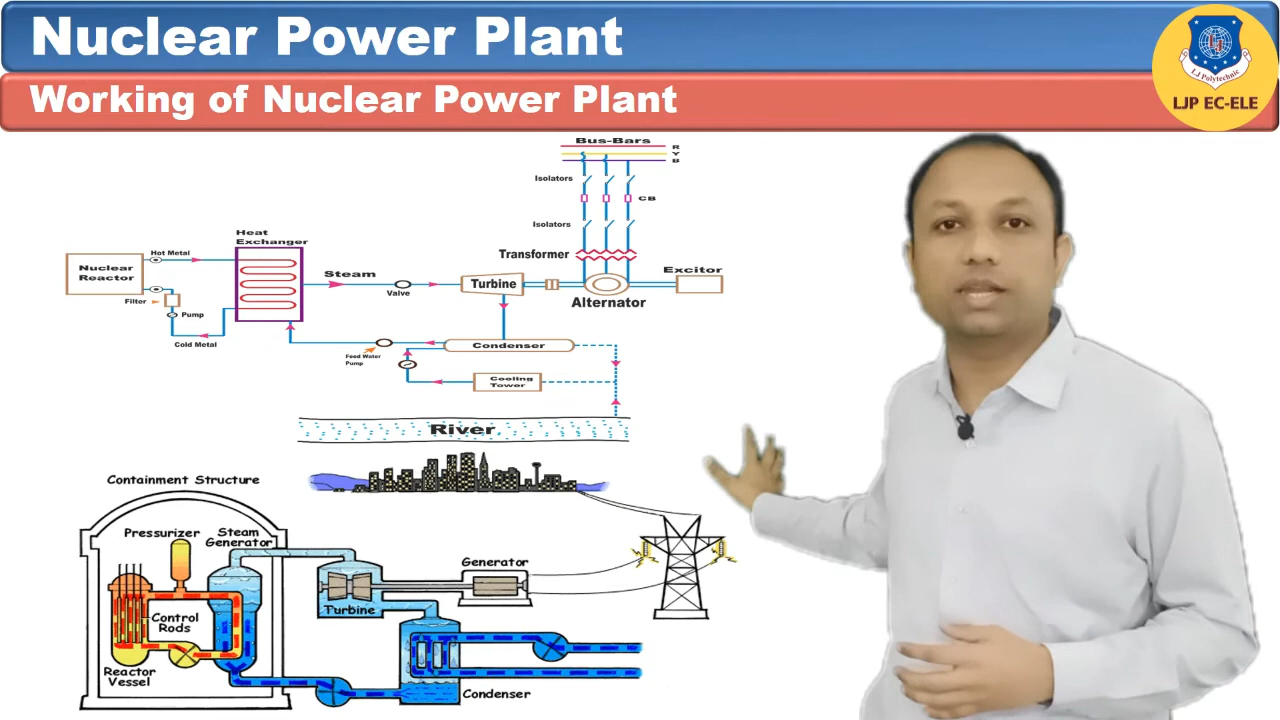 Nuclear Power Plant
Working of Nuclear Power Plant
L.J Polytechnic
LJP EC-ELE
Bus-Bars
R
Y
B
Isolators
CB
Isolators
Transformer
Heat
Exchanger
Hot Metal
Nuclear
Reactor
Steam
Valve
Turbine
Excitor
Alternator
Filter
Pump
Cold Metal
Feed Water
Pump
Condenser
Cooling
Tower
River
Containment Structure
Pressurizer
Steam
Generator
Generator
Turbine
Control
Rods
Reactor
Vessel
Condenser